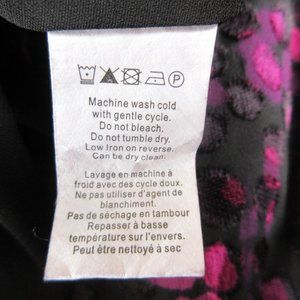 Machine wash cold
with gentle cycle.
Do not bleach.
Do not tumble dry.
Low Iron on reverse.
Can be dry clean.
Lavage en machine à
froid avec des cycle doux.
Ne pas utiliser d'agent de
blanchiment.
Pas de séchage en tambour
Repasser à basse
température sur l'envers.
Peut être nettoyé à sec